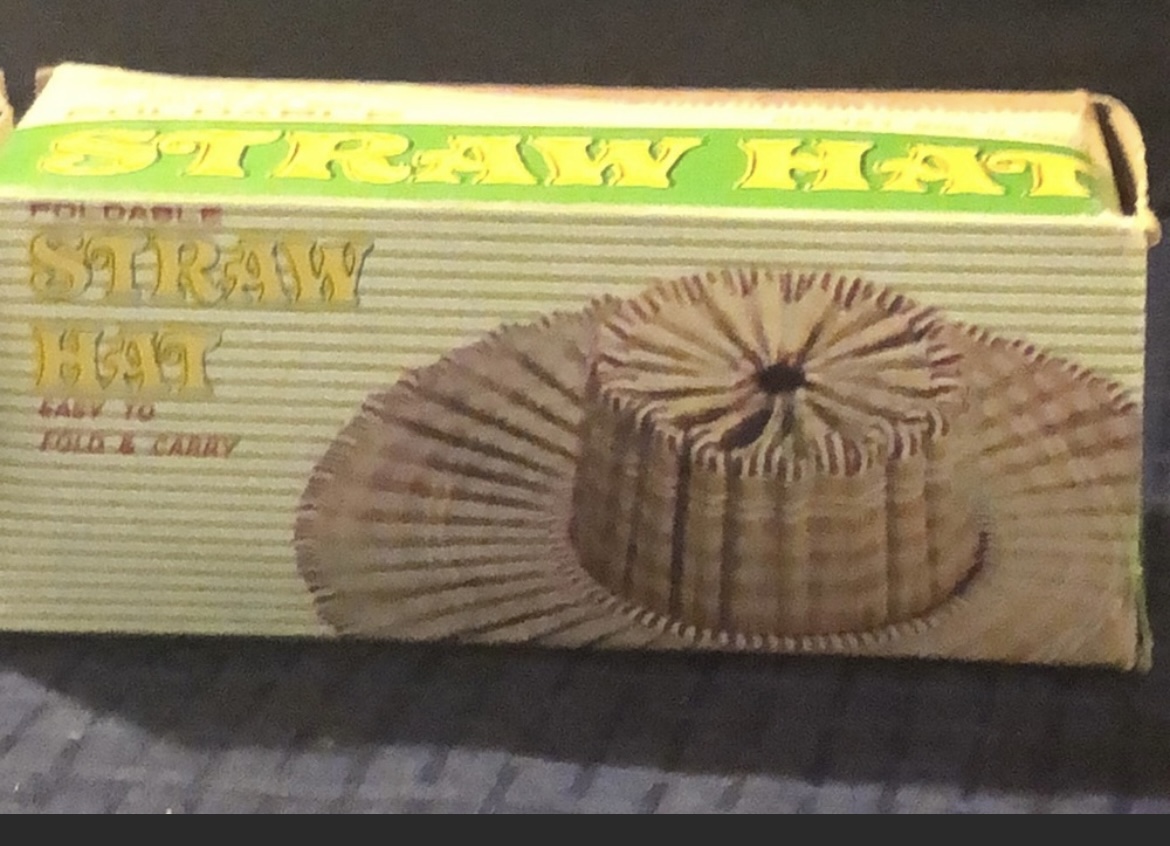 STRAW HAT
FOLDABLE
STRAW
HAT
EASY TO
FOLD & CARRY